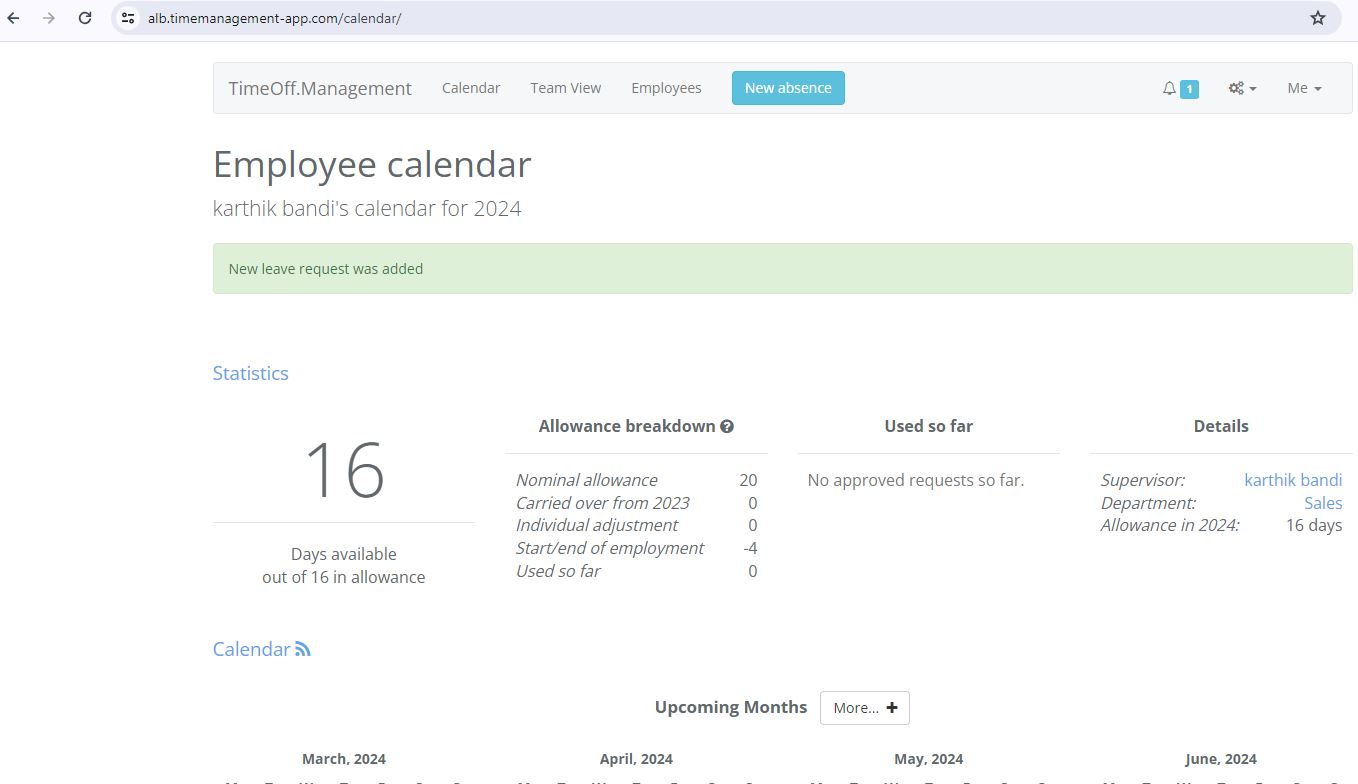 alb.timemanagement-app.com/calendar/
TimeOff.Management Calendar Team View Employees New absence 1 Me
Employee calendar
karthik bandi's calendar for 2024
New leave request was added
Statistics
16
Days available
out of 16 in allowance
Allowance breakdown
Nominal allowance 20
Carried over from 2023 0
Individual adjustment 0
Start/end of employment -4
Used so far 0
Used so far
No approved requests so far.
Details
Supervisor: karthik bandi
Department: Sales
Allowance in 2024: 16 days
Calendar
Upcoming Months More...
March, 2024 April, 2024 May, 2024 June, 2024